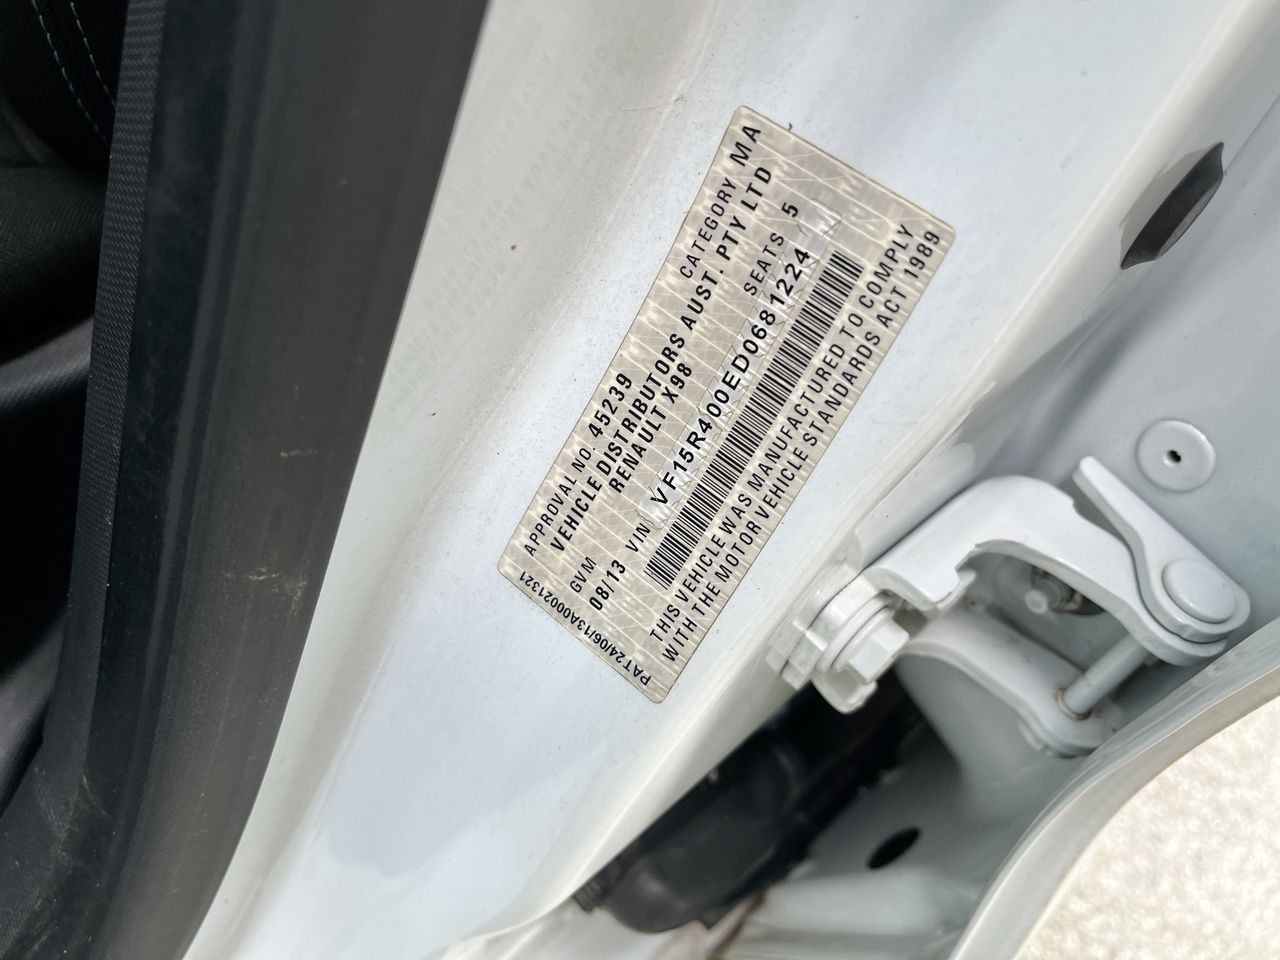 APPROVAL NO. 45239 CATEGORY MA
VEHICLE DISTRIBUTORS AUST. PTY LTD
RENAULT X98
GVM SEATS 5
08/13 VIN VF15R400ED0681224
THIS VEHICLE WAS MANUFACTURED TO COMPLY
WITH THE MOTOR VEHICLE STANDARDS ACT 1989
PAT24/06/13A00021321